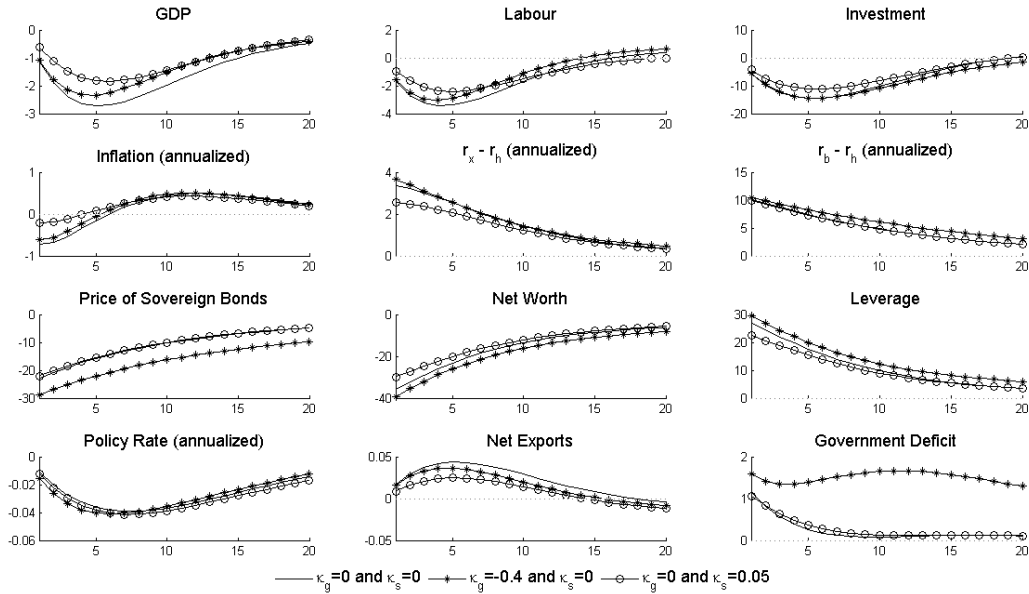 GDP Labour Investment
0 0 10
-1 -2 0
-2 -10
-3 -4 -20
5 10 15 20 5 10 15 20 5 10 15 20
Inflation (annualized) r_x - r_h (annualized) r_b - r_h (annualized)
1 4 15
0 2 10
5
-1 0 0
5 10 15 20 5 10 15 20 5 10 15 20
Price of Sovereign Bonds Net Worth Leverage
0 0 30
-10 -20 20
-20 10
-30 -40 0
5 10 15 20 5 10 15 20 5 10 15 20
Policy Rate (annualized) Net Exports Government Deficit
0 0.05 2
-0.02 0 1
-0.04
-0.06 -0.05 0
5 10 15 20 5 10 15 20 5 10 15 20
κ_g=0 and κ_s=0 κ_g=-0.4 and κ_s=0 κ_g=0 and κ_s=0.05